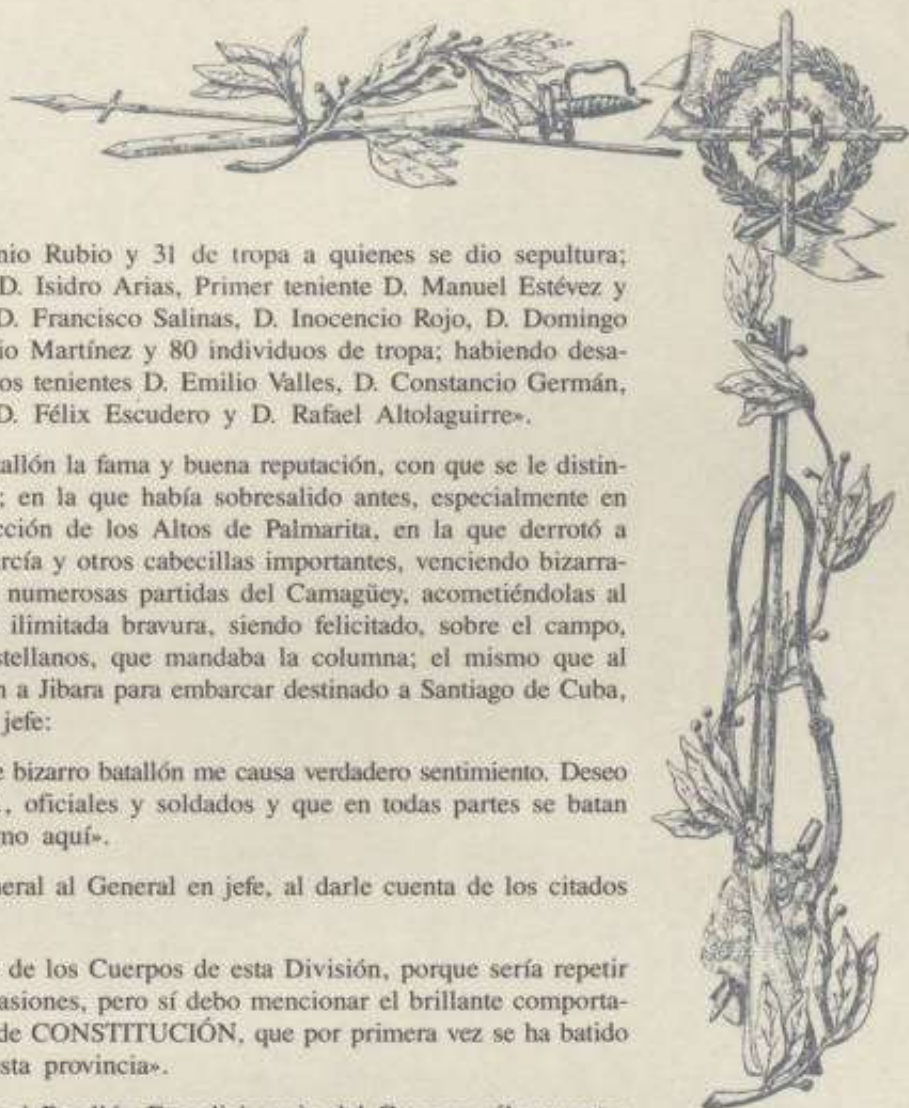 nio Rubio y 31 de tropa a quienes se dio sepultura;
D. Isidro Arias, Primer teniente D. Manuel Estévez y
D. Francisco Salinas, D. Inocencio Rojo, D. Domingo
io Martínez y 80 individuos de tropa; habiendo desa-
os tenientes D. Emilio Valles, D. Constancio Germán,
D. Félix Escudero y D. Rafael Altolaguirre».
tallón la fama y buena reputación, con que se le distin-
; en la que había sobresalido antes, especialmente en
cción de los Altos de Palmarita, en la que derrotó a
arcía y otros cabecillas importantes, venciendo bizarra-
numerosas partidas del Camagüey, acometiéndolas al
ilimitada bravura, siendo felicitado, sobre el campo,
stellanos, que mandaba la columna; el mismo que al
n a Jibara para embarcar destinado a Santiago de Cuba,
jefe:
e bizarro batallón me causa verdadero sentimiento. Deseo
., oficiales y soldados y que en todas partes se batan
mo aquí».
neral al General en jefe, al darle cuenta de los citados
de los Cuerpos de esta División, porque sería repetir
asiones, pero sí debo mencionar el brillante comporta-
de CONSTITUCIÓN, que por primera vez se ha batido
sta provincia».